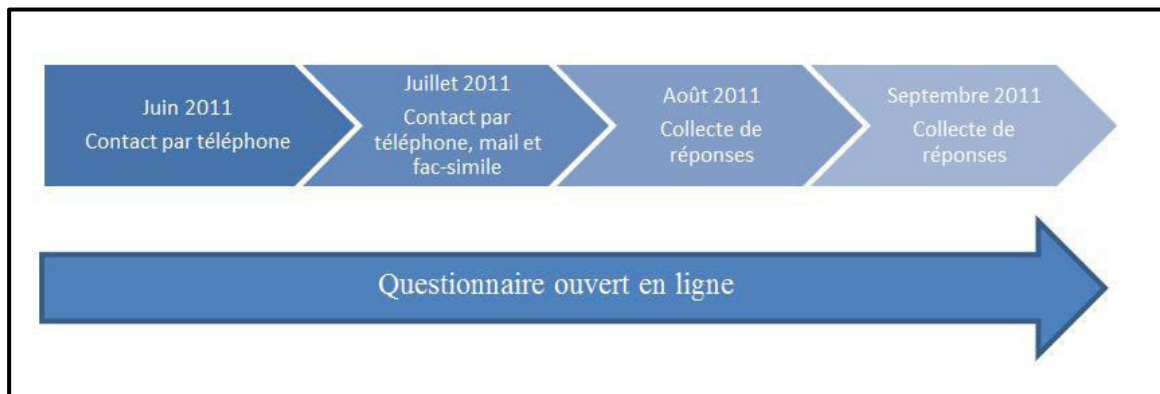 Juin 2011
Contact par téléphone
Juillet 2011
Contact par
téléphone, mail et
fac-simile
Août 2011
Collecte de
réponses
Septembre 2011
Collecte de
réponses
Questionnaire ouvert en ligne